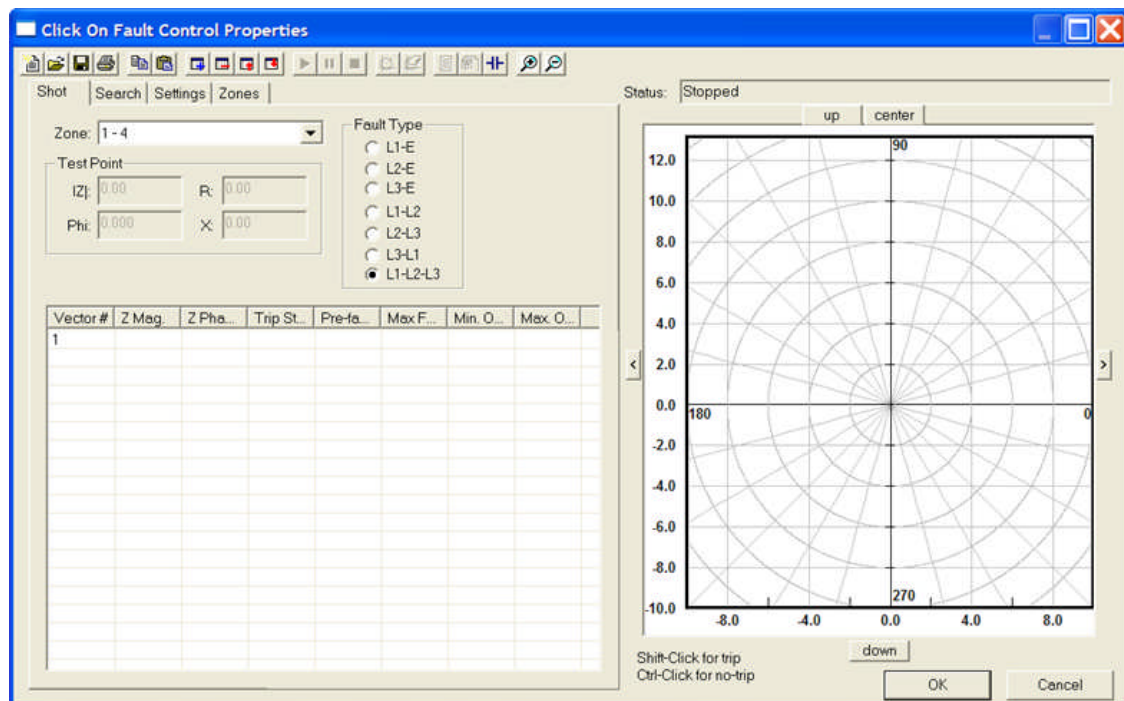 Click On Fault Control Properties
Shot Search Settings Zones
Status: Stopped
up center
Zone: 1 - 4
Fault Type
L1-E
L2-E
L3-E
L1-L2
L2-L3
L3-L1
L1-L2-L3
Test Point
|Z|: 0.00 R: 0.00
Phi: 0.000 X: 0.00
Vector # Z Mag. Z Pha... Trip St... Pre-fa... Max F... Min. O... Max. O...
1
90
12.0
10.0
8.0
6.0
4.0
2.0
< >
0.0 180 0
-2.0
-4.0
-6.0
-8.0
270
-10.0
-8.0 -4.0 0.0 4.0 8.0
down
Shift-Click for trip
Ctrl-Click for no-trip
OK Cancel